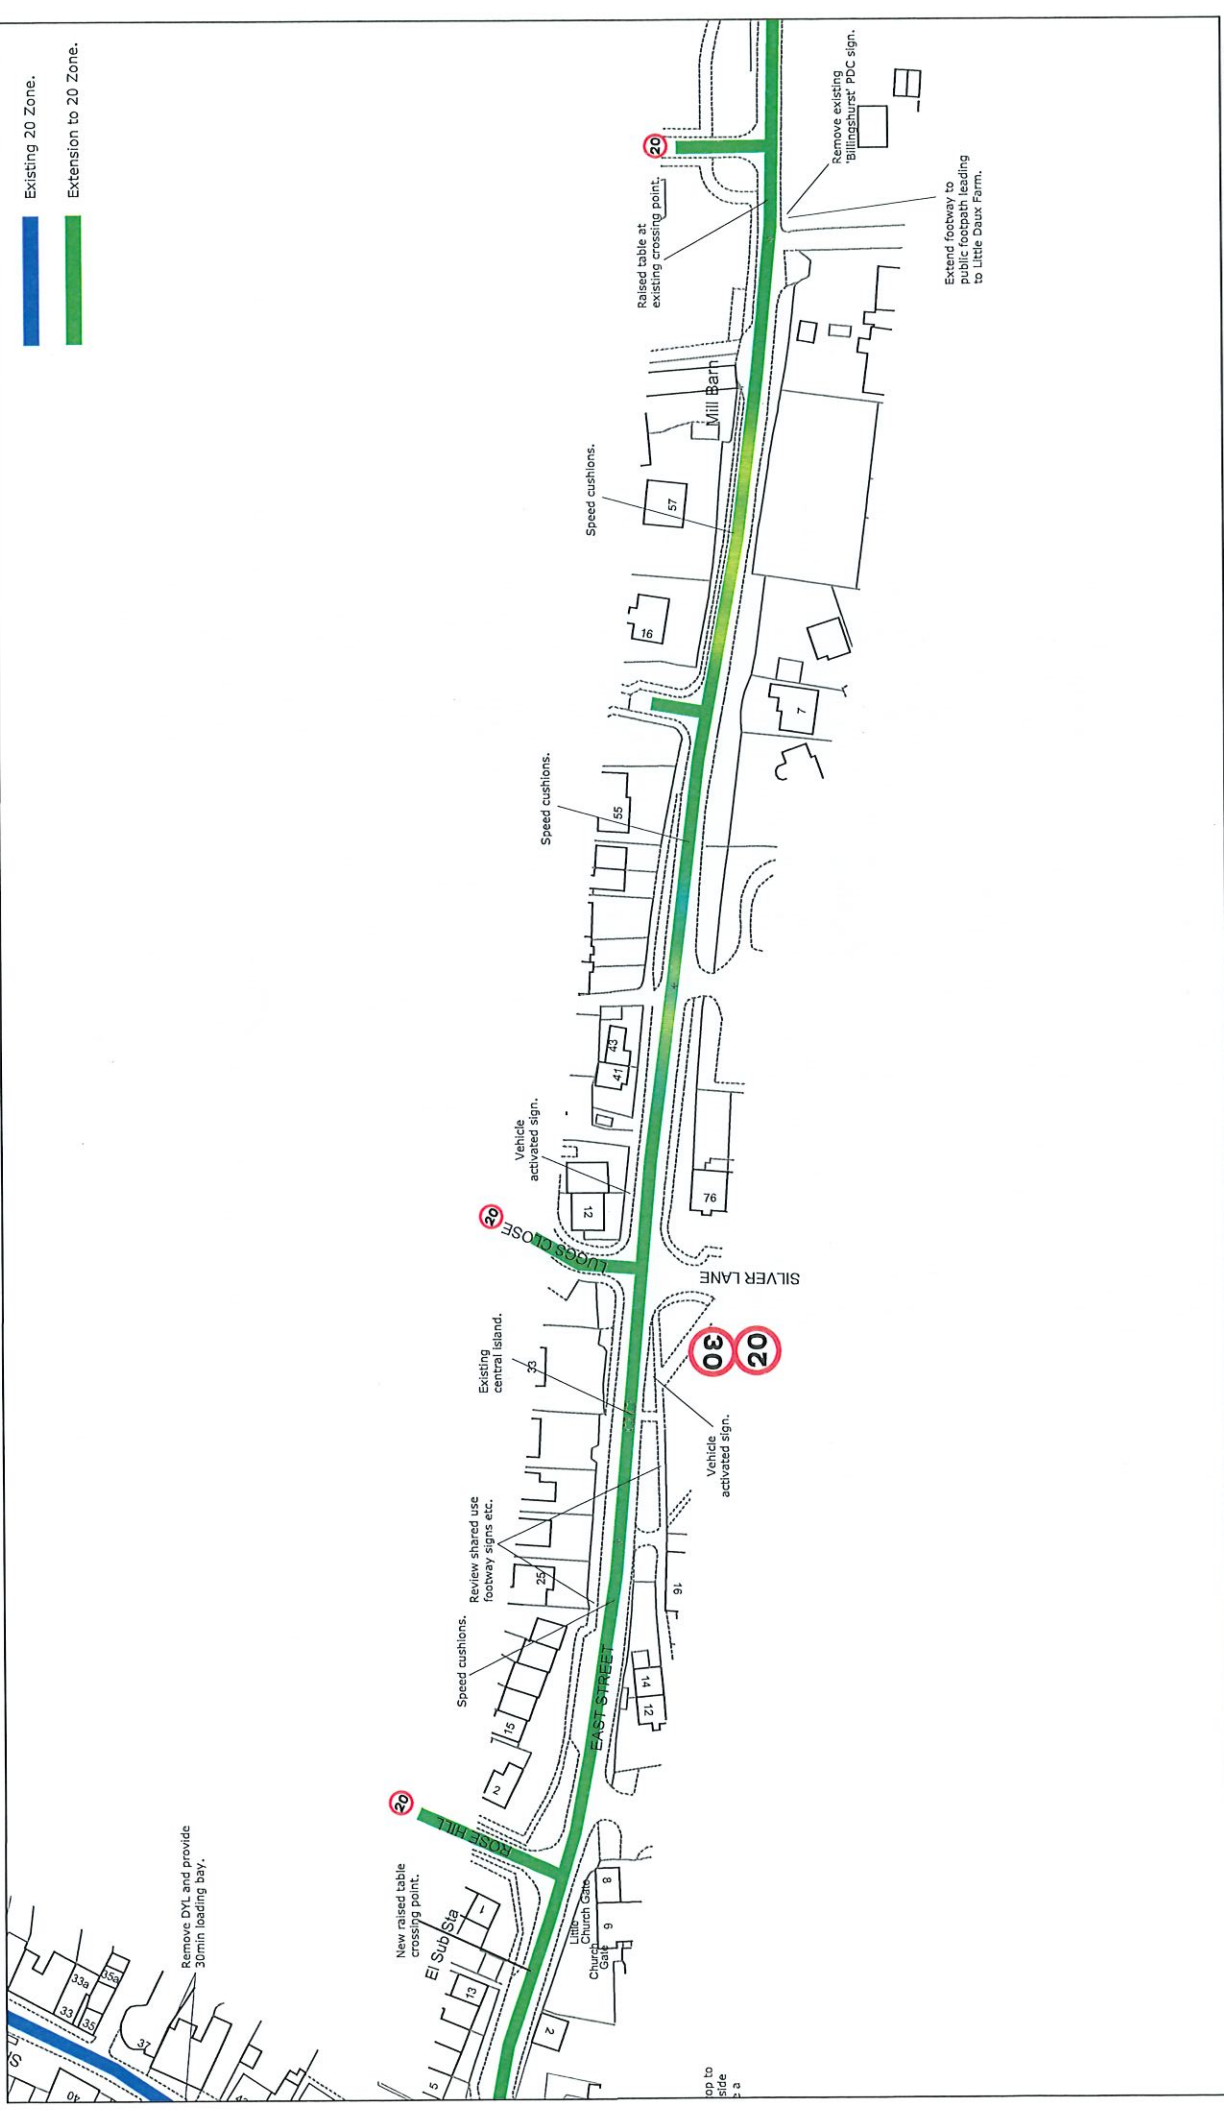 Existing 20 Zone.
Extension to 20 Zone.
Remove DYL and provide
30min loading bay.
33a
33
35
35a
37
40
5
13
El Sub Sta
1
New raised table
crossing point.
20
ROSE HILL
2
15
Speed cushions.
Review shared use
footway signs etc.
25
Existing
central island.
33
20
LUGGS CLOSE
12
Vehicle
activated sign.
41
43
Speed cushions.
55
16
Speed cushions.
57
Mill Barn
Raised table at
existing crossing point.
20
2
Church
Gate
Little
Church Gate
6
8
EAST STREET
12
14
16
Vehicle
activated sign.
30
20
SILVER LANE
76
7
Remove existing
'Billingshurst' PDC sign.
Extend footway to
public footpath leading
to Little Daux Farm.
op to
side
e a